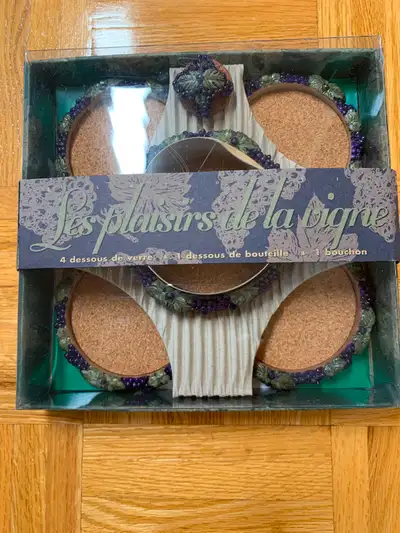 Les plaisirs de la vigne
4 dessous de verre • 1 dessous de bouteille • 1 bouchon